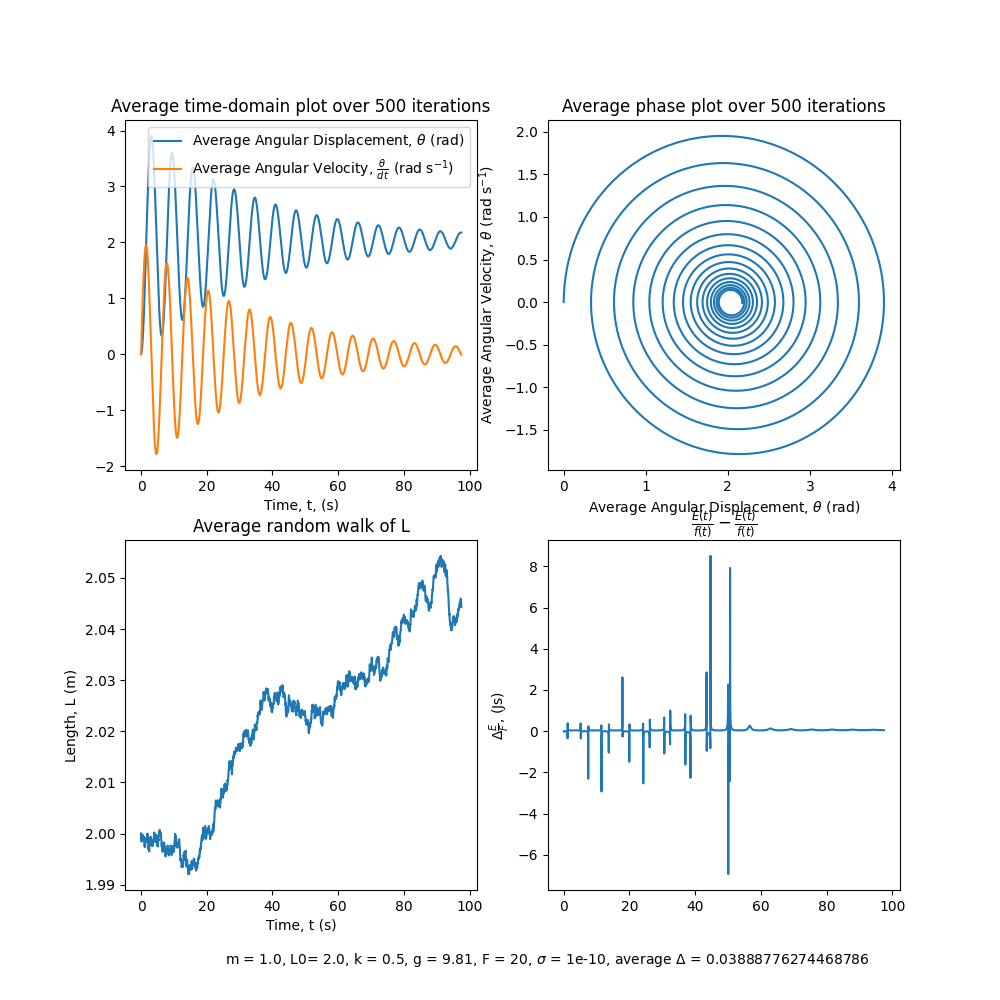 Average time-domain plot over 500 iterations
Average Angular Displacement, θ (rad)
Average Angular Velocity, θ/dt (rad s⁻¹)
4
3
2
1
0
−1
−2
0 20 40 60 80 100
Time, t, (s)
Average phase plot over 500 iterations
Average Angular Velocity, θ (rad s⁻¹)
2.0
1.5
1.0
0.5
0.0
−0.5
−1.0
−1.5
0 1 2 3 4
Average Angular Displacement, θ (rad)
Average random walk of L
Length, L (m)
2.05
2.04
2.03
2.02
2.01
2.00
1.99
0 20 40 60 80 100
Time, t (s)
E(t)/f(t) − E(t)/f(t)
Δ E/F, (Js)
8
6
4
2
0
−2
−4
−6
0 20 40 60 80 100
m = 1.0, L0= 2.0, k = 0.5, g = 9.81, F = 20, σ = 1e-10, average Δ = 0.03888776274468786